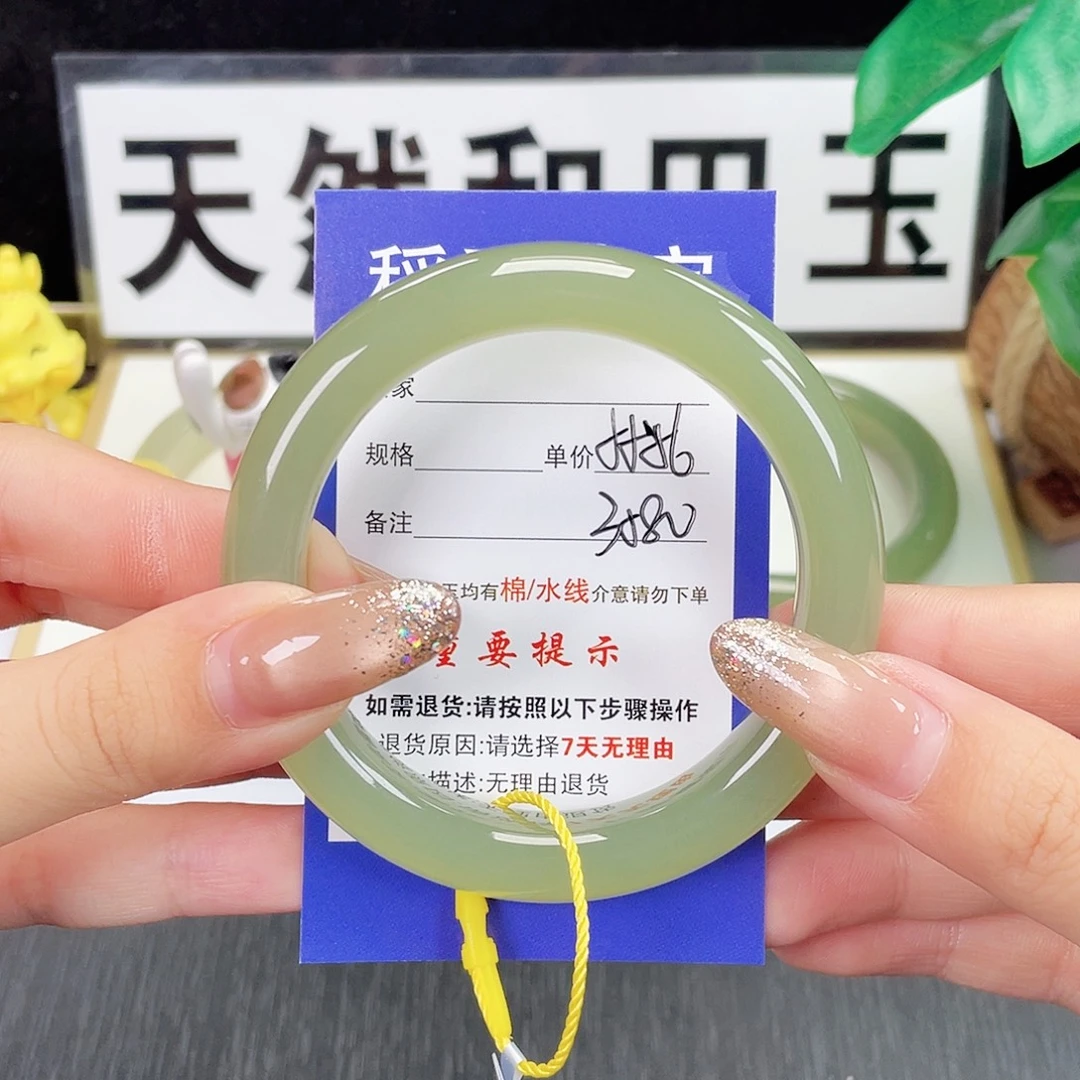 天然和田玉
家
规格 单价
备注 3580
均有棉/水线介意请勿下单
重要提示
如需退货:请按照以下步骤操作
退货原因:请选择7天无理由
描述:无理由退货